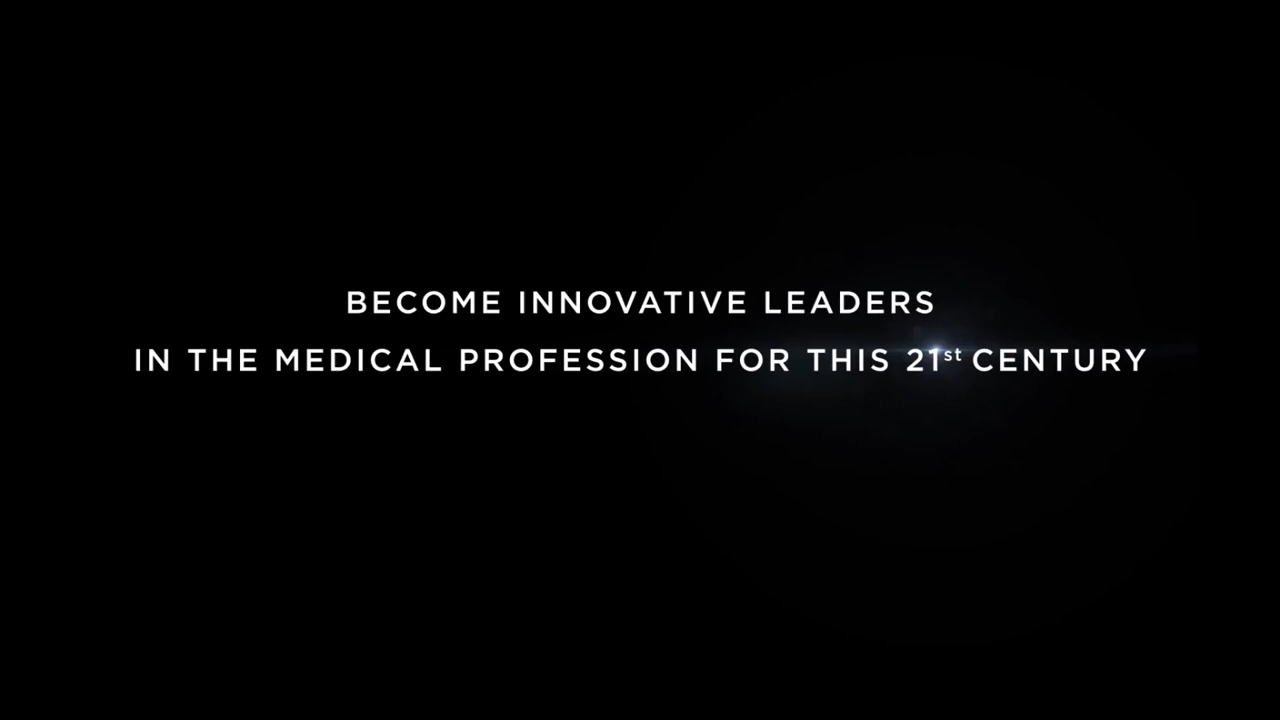 BECOME INNOVATIVE LEADERS
IN THE MEDICAL PROFESSION FOR THIS 21st CENTURY